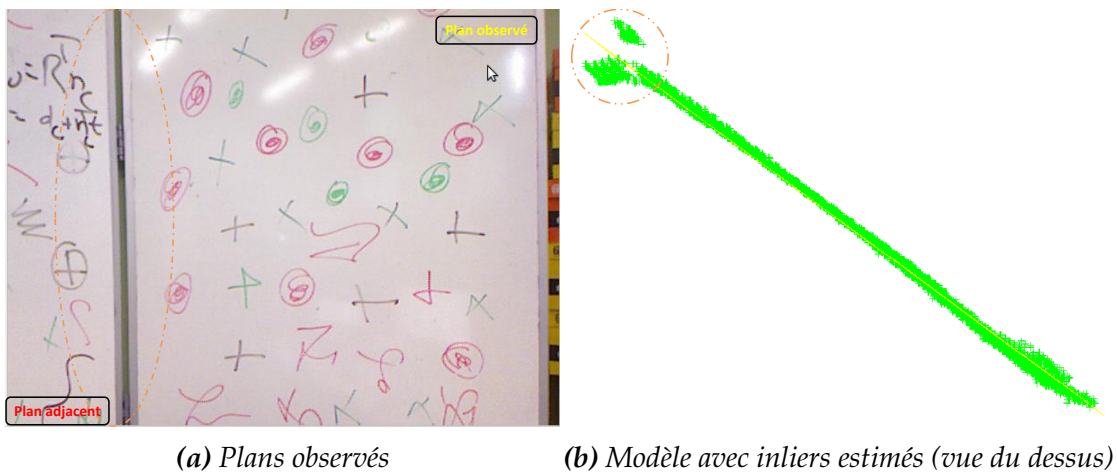 Plan observé
Plan adjacent
(a) Plans observés
(b) Modèle avec inliers estimés (vue du dessus)